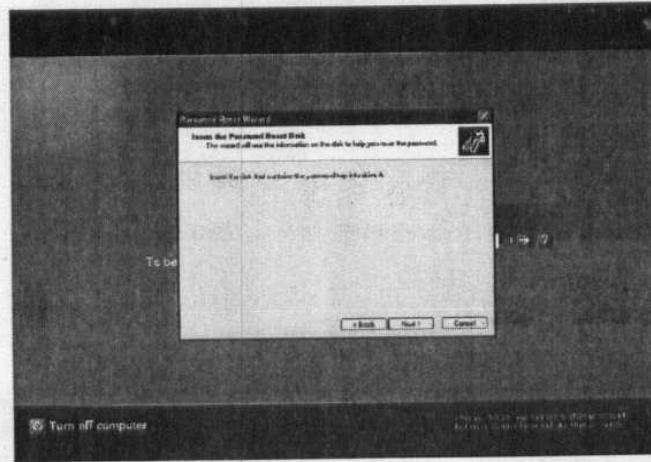 Password Reset Wizard
Insert the Password Reset Disk
The wizard will use the information on the disk to help you reset the password.
Insert the disk that contains the password key into drive A.
To be
< Back
Next >
Cancel
Turn off computer